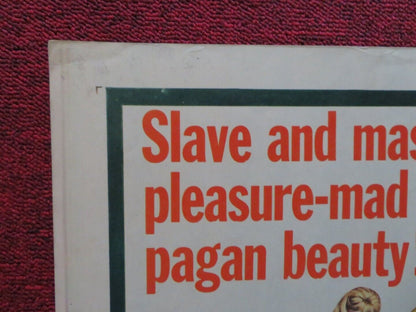 Slave and mas
pleasure-mad
pagan beauty.